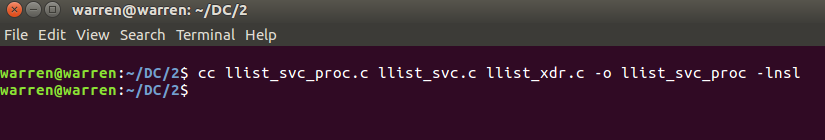 warren@warren: ~/DC/2
File Edit View Search Terminal Help
warren@warren:~/DC/2$ cc llist_svc_proc.c llist_svc.c llist_xdr.c -o llist_svc_proc -lnsl
warren@warren:~/DC/2$